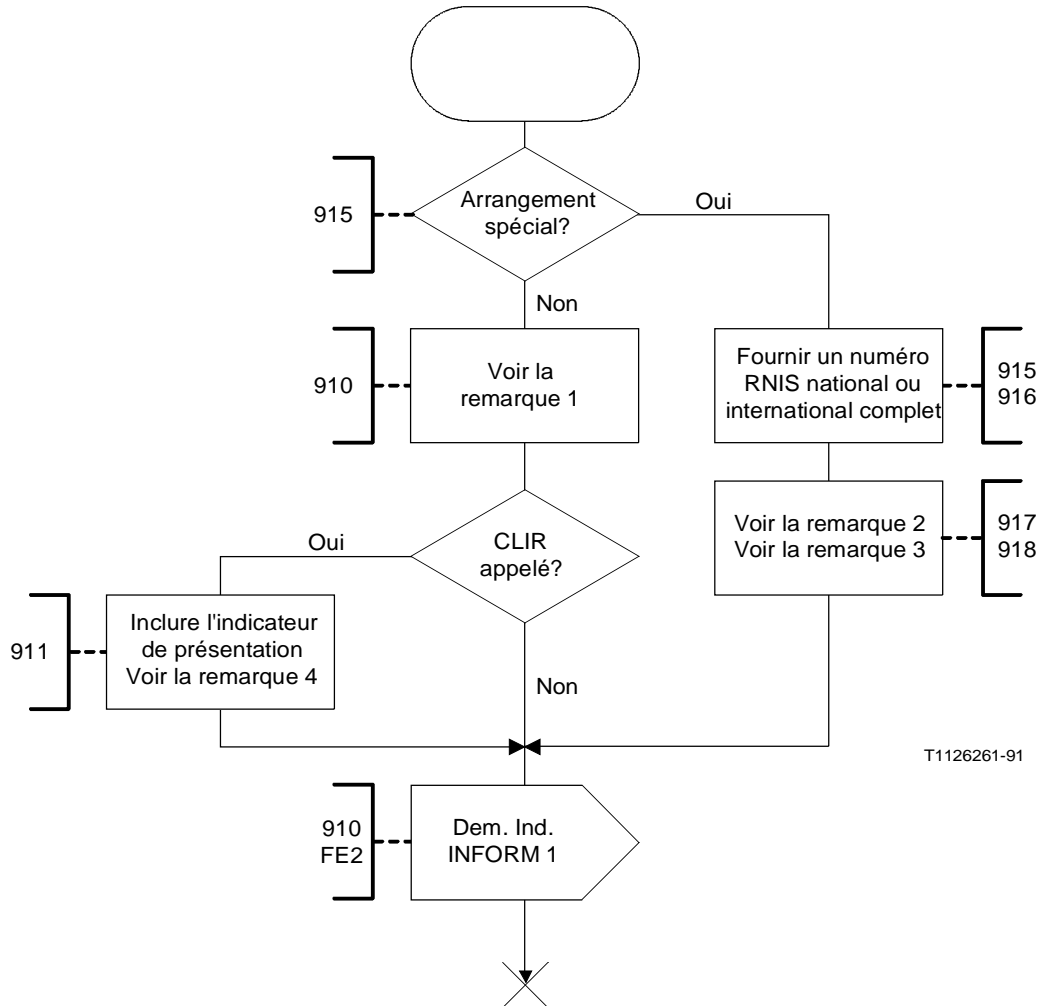 915
Arrangement
spécial?
Oui
Non
910
Voir la
remarque 1
Fournir un numéro
RNIS national ou
international complet
915
916
Voir la remarque 2
Voir la remarque 3
917
918
Oui
CLIR
appelé?
911
Inclure l'indicateur
de présentation
Voir la remarque 4
Non
T1126261-91
910
FE2
Dem. Ind.
INFORM 1